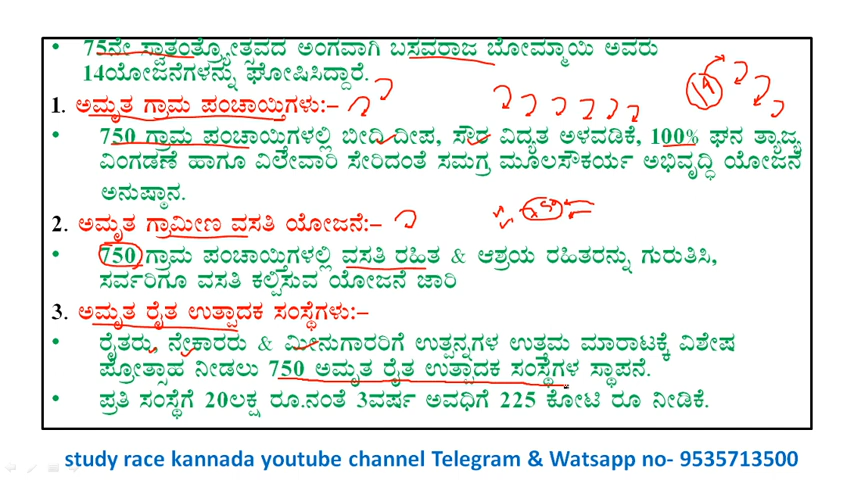 • 75ನೇ ಸ್ವಾತಂತ್ರ್ಯೋತ್ಸವದ ಅಂಗವಾಗಿ ಬಸವರಾಜ ಬೋಮ್ಮಾಯಿ ಅವರು
14ಯೋಜನೆಗಳನ್ನು ಘೋಷಿಸಿದ್ದಾರೆ.
1. ಅಮೃತ ಗ್ರಾಮ ಪಂಚಾಯ್ತಿಗಳು:-
• 750 ಗ್ರಾಮ ಪಂಚಾಯ್ತಿಗಳಲ್ಲಿ ಬೀದಿ ದೀಪ, ಸೌರ ವಿದ್ಯತ ಅಳವಡಿಕೆ, 100% ಘನ ತ್ಯಾಜ್ಯ
ವಿಂಗಡಣೆ ಹಾಗೂ ವಿಲೇವಾರಿ ಸೇರಿದಂತೆ ಸಮಗ್ರ ಮೂಲಸೌಕರ್ಯ ಅಭಿವೃದ್ಧಿ ಯೋಜನೆ
ಅನುಷ್ಠಾನ.
2. ಅಮೃತ ಗ್ರಾಮೀಣ ವಸತಿ ಯೋಜನೆ:-
• 750 ಗ್ರಾಮ ಪಂಚಾಯ್ತಿಗಳಲ್ಲಿ ವಸತಿ ರಹಿತ & ಆಶ್ರಯ ರಹಿತರನ್ನು ಗುರುತಿಸಿ,
ಸರ್ವರಿಗೂ ವಸತಿ ಕಲ್ಪಿಸುವ ಯೋಜನೆ ಜಾರಿ
3. ಅಮೃತ ರೈತ ಉತ್ಪಾದಕ ಸಂಸ್ಥೆಗಳು:-
• ರೈತರು, ನೇಕಾರರು & ಮೀನುಗಾರರಿಗೆ ಉತ್ಪನ್ನಗಳ ಉತ್ತಮ ಮಾರಾಟಕ್ಕೆ ವಿಶೇಷ
ಪ್ರೋತ್ಸಾಹ ನೀಡಲು 750 ಅಮೃತ ರೈತ ಉತ್ಪಾದಕ ಸಂಸ್ಥೆಗಳ ಸ್ಥಾಪನೆ.
• ಪ್ರತಿ ಸಂಸ್ಥೆಗೆ 20ಲಕ್ಷ ರೂ.ನಂತೆ 3ವರ್ಷ ಅವಧಿಗೆ 225 ಕೋಟಿ ರೂ ನೀಡಿಕೆ.
study race kannada youtube channel Telegram & Watsapp no- 9535713500